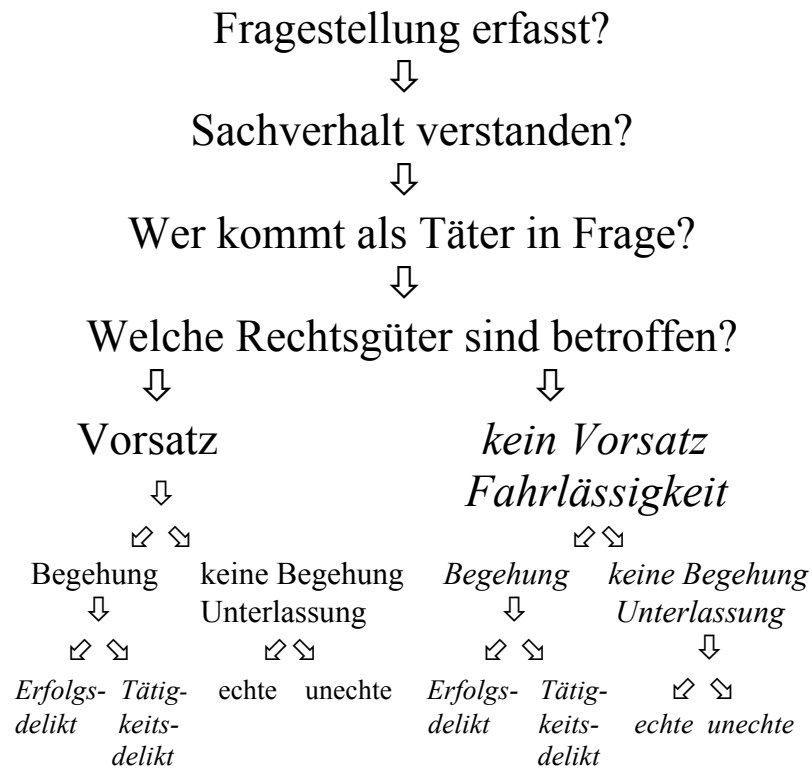 Fragestellung erfasst?
⇩
Sachverhalt verstanden?
⇩
Wer kommt als Täter in Frage?
⇩
Welche Rechtsgüter sind betroffen?
⇩ ⇩
Vorsatz kein Vorsatz
⇩ Fahrlässigkeit
⬃ ⬂ ⬃ ⬂
Begehung keine Begehung Begehung keine Begehung
⇩ Unterlassung ⇩ Unterlassung
⇩
⬃ ⬂ ⬃ ⬂ ⬃ ⬂
Erfolgs- Tätig- echte unechte Erfolgs- Tätig- ⬃ ⬂
delikt keits- delikt keits- echte unechte
delikt delikt